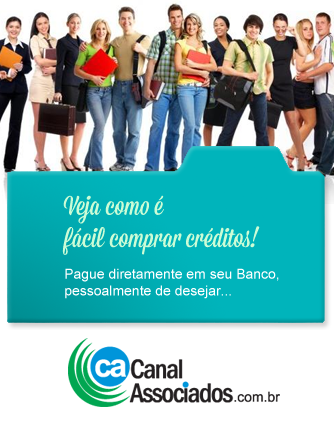 Veja como é
fácil comprar créditos!
Pague diretamente em seu Banco,
pessoalmente de desejar...
ca Canal
Associados.com.br